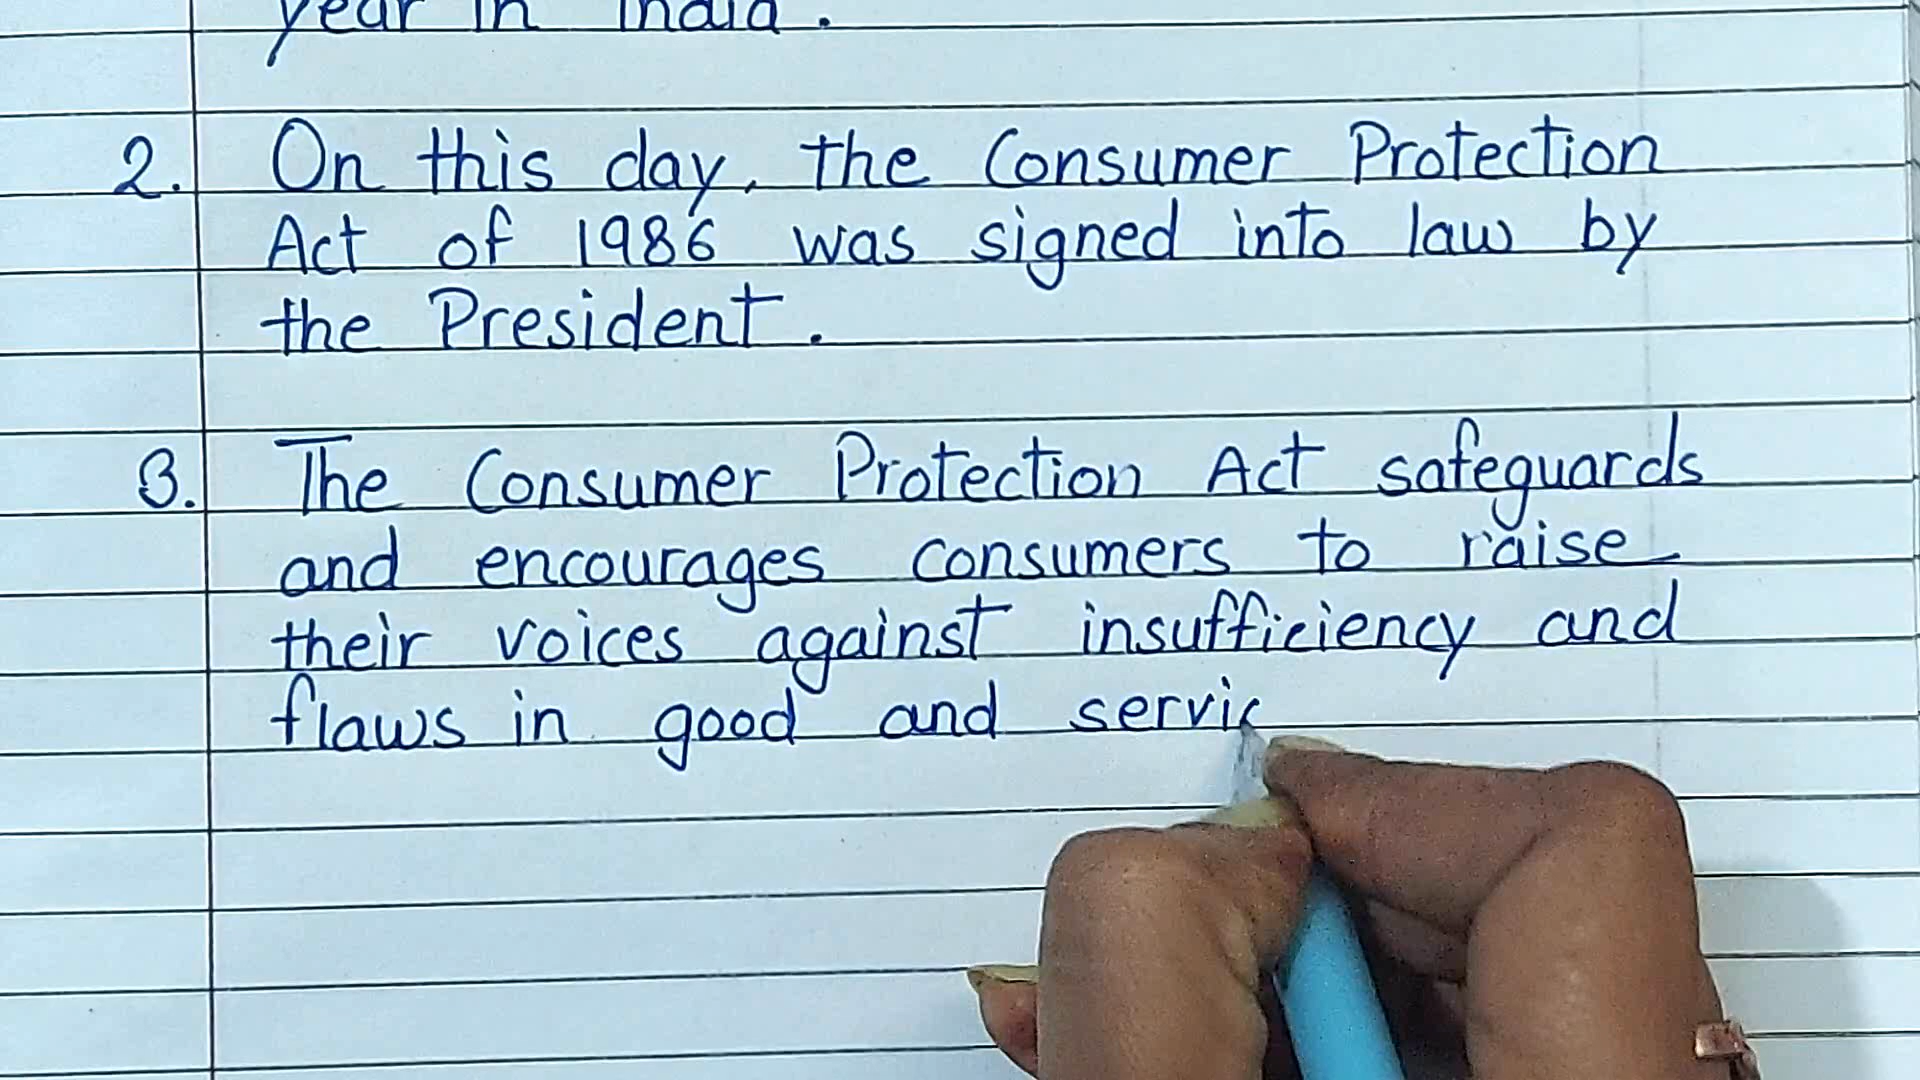 year in India.
2. On this day, the Consumer Protection
Act of 1986 was signed into law by
the President.
3. The Consumer Protection Act safeguards
and encourages consumers to raise
their voices against insufficiency and
flaws in good and servic